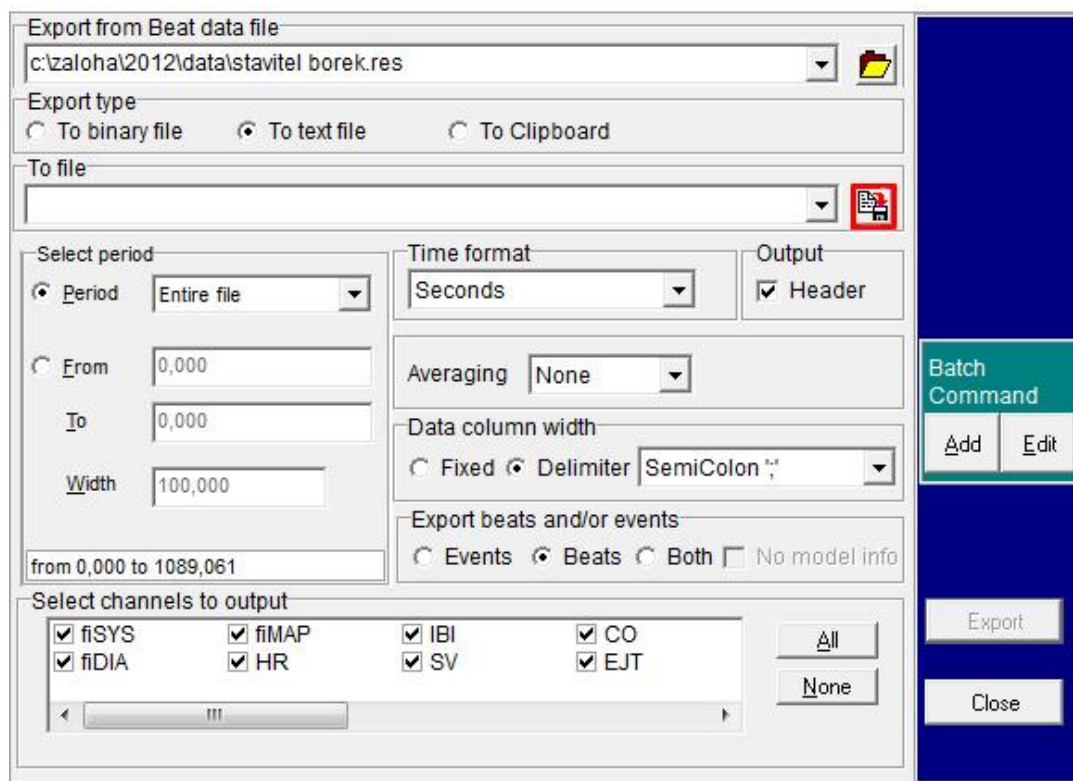 Export from Beat data file
c:\zaloha\2012\data\stavitel borek.res
Export type
To binary file To text file To Clipboard
To file
Select period
Period Entire file
From 0,000
To 0,000
Width 100,000
from 0,000 to 1089,061
Time format
Seconds
Output
Header
Averaging None
Data column width
Fixed Delimiter SemiColon ';'
Export beats and/or events
Events Beats Both No model info
Select channels to output
fiSYS fiMAP IBI CO
fiDIA HR SV EJT
All
None
Batch
Command
Add Edit
Export
Close